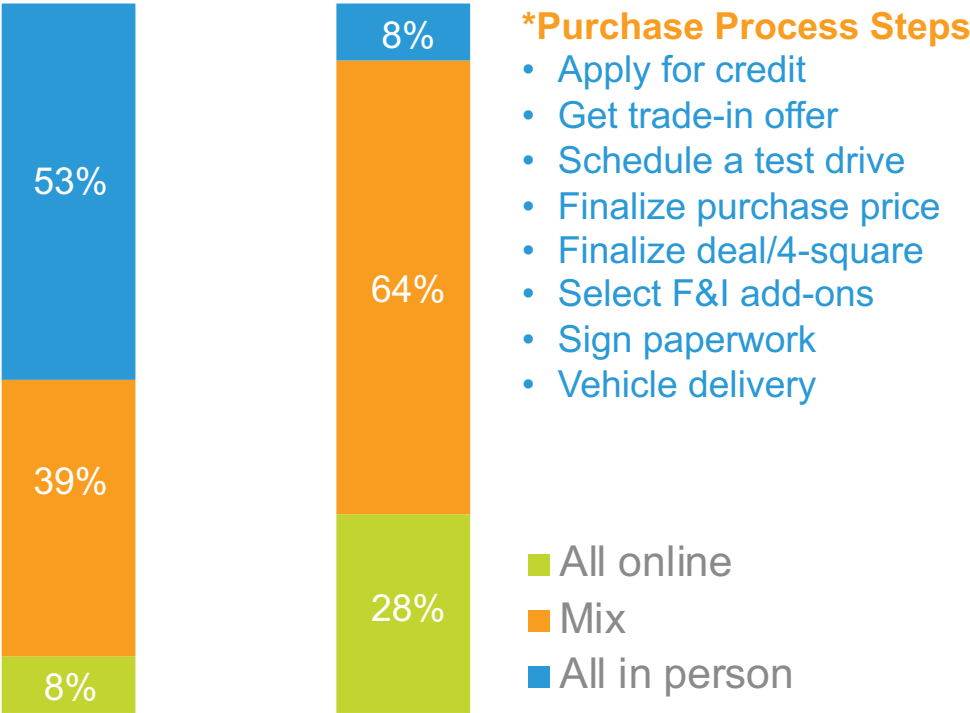 53%
39%
8%
8%
64%
28%
*Purchase Process Steps
• Apply for credit
• Get trade-in offer
• Schedule a test drive
• Finalize purchase price
• Finalize deal/4-square
• Select F&I add-ons
• Sign paperwork
• Vehicle delivery
All online
Mix
All in person